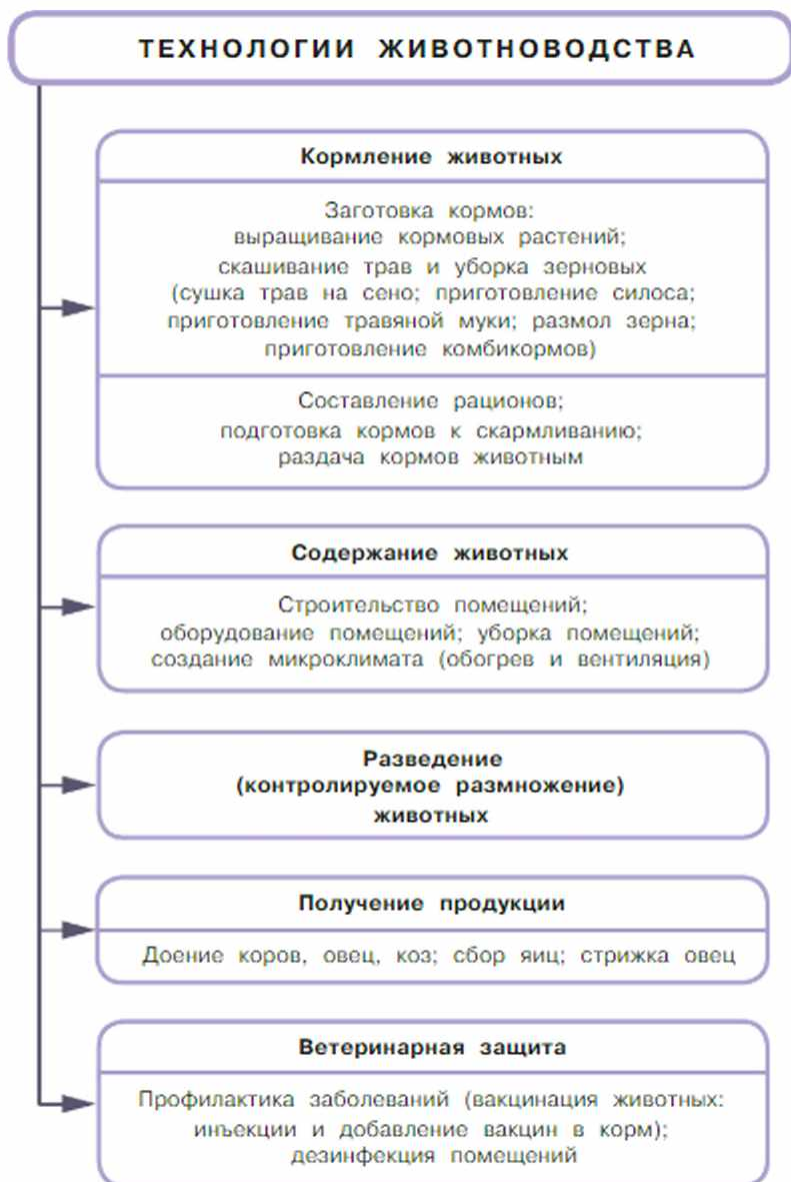 ТЕХНОЛОГИИ ЖИВОТНОВОДСТВА
Кормление животных
Заготовка кормов:
выращивание кормовых растений;
скашивание трав и уборка зерновых
(сушка трав на сено; приготовление силоса;
приготовление травяной муки; размол зерна;
приготовление комбикормов)
Составление рационов;
подготовка кормов к скармливанию;
раздача кормов животным
Содержание животных
Строительство помещений;
оборудование помещений; уборка помещений;
создание микроклимата (обогрев и вентиляция)
Разведение
(контролируемое размножение)
животных
Получение продукции
Доение коров, овец, коз; сбор яиц; стрижка овец
Ветеринарная защита
Профилактика заболеваний (вакцинация животных:
инъекции и добавление вакцин в корм);
дезинфекция помещений